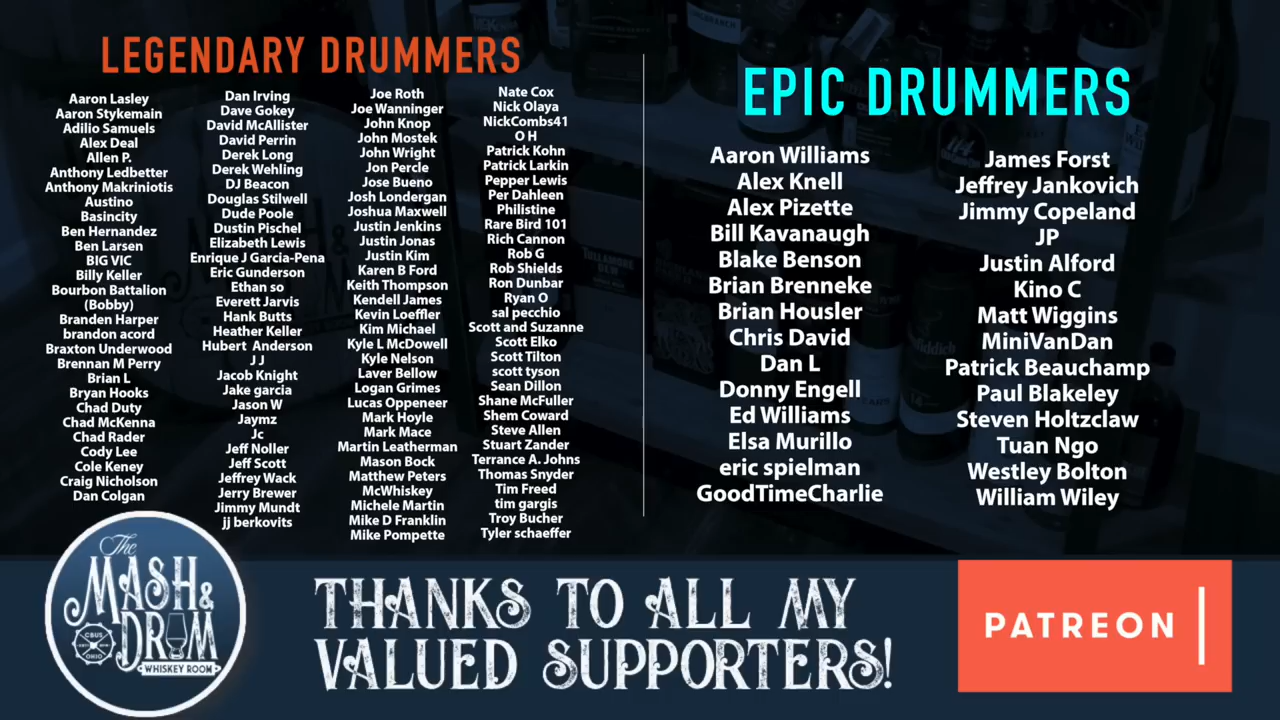 LEGENDARY DRUMMERS
Aaron Lasley
Aaron Stykemain
Adilio Samuels
Alex Deal
Allen P.
Anthony Ledbetter
Anthony Makriniotis
Austino
Basincity
Ben Hernandez
Ben Larsen
BIG VIC
Billy Keller
Bourbon Battalion
(Bobby)
Branden Harper
brandon acord
Braxton Underwood
Brennan M Perry
Brian L
Bryan Hooks
Chad Duty
Chad McKenna
Chad Rader
Cody Lee
Cole Keney
Craig Nicholson
Dan Colgan
Dan Irving
Dave Gokey
David McAllister
David Perrin
Derek Long
Derek Wehling
DJ Beacon
Douglas Stilwell
Dude Poole
Dustin Pischel
Elizabeth Lewis
Enrique J Garcia-Pena
Eric Gunderson
Ethan so
Everett Jarvis
Hank Butts
Heather Keller
Hubert Anderson
J J
Jacob Knight
Jake garcia
Jason W
Jaymz
Jc
Jeff Noller
Jeff Scott
Jeffrey Wack
Jerry Brewer
Jimmy Mundt
jj berkovits
Joe Roth
Joe Wanninger
John Knop
John Mostek
John Wright
Jon Percle
Jose Bueno
Josh Londergan
Joshua Maxwell
Justin Jenkins
Justin Jonas
Justin Kim
Karen B Ford
Keith Thompson
Kendell James
Kevin Loeffler
Kim Michael
Kyle L McDowell
Kyle Nelson
Laver Bellow
Logan Grimes
Lucas Oppeneer
Mark Hoyle
Mark Mace
Martin Leatherman
Mason Bock
Matthew Peters
McWhiskey
Michele Martin
Mike D Franklin
Mike Pompette
Nate Cox
Nick Olaya
NickCombs41
O H
Patrick Kohn
Patrick Larkin
Pepper Lewis
Per Dahleen
Philistine
Rare Bird 101
Rich Cannon
Rob G
Rob Shields
Ron Dunbar
Ryan O
sal pecchio
Scott and Suzanne
Scott Elko
Scott Tilton
scott tyson
Sean Dillon
Shane McFuller
Shem Coward
Steve Allen
Stuart Zander
Terrance A. Johns
Thomas Snyder
Tim Freed
tim gargis
Troy Bucher
Tyler schaeffer
EPIC DRUMMERS
Aaron Williams
Alex Knell
Alex Pizette
Bill Kavanaugh
Blake Benson
Brian Brenneke
Brian Housler
Chris David
Dan L
Donny Engell
Ed Williams
Elsa Murillo
eric spielman
GoodTimeCharlie
James Forst
Jeffrey Jankovich
Jimmy Copeland
JP
Justin Alford
Kino C
Matt Wiggins
MiniVanDan
Patrick Beauchamp
Paul Blakeley
Steven Holtzclaw
Tuan Ngo
Westley Bolton
William Wiley
The
MASH &
DRUM
CBUS
OHIO
WHISKEY ROOM
THANKS TO ALL MY
VALUED SUPPORTERS!
PATREON